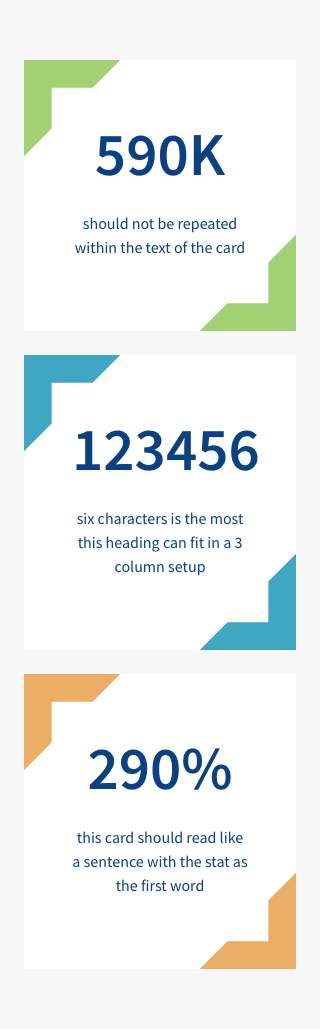 590K
should not be repeated
within the text of the card
123456
six characters is the most
this heading can fit in a 3
column setup
290%
this card should read like
a sentence with the stat as
the first word